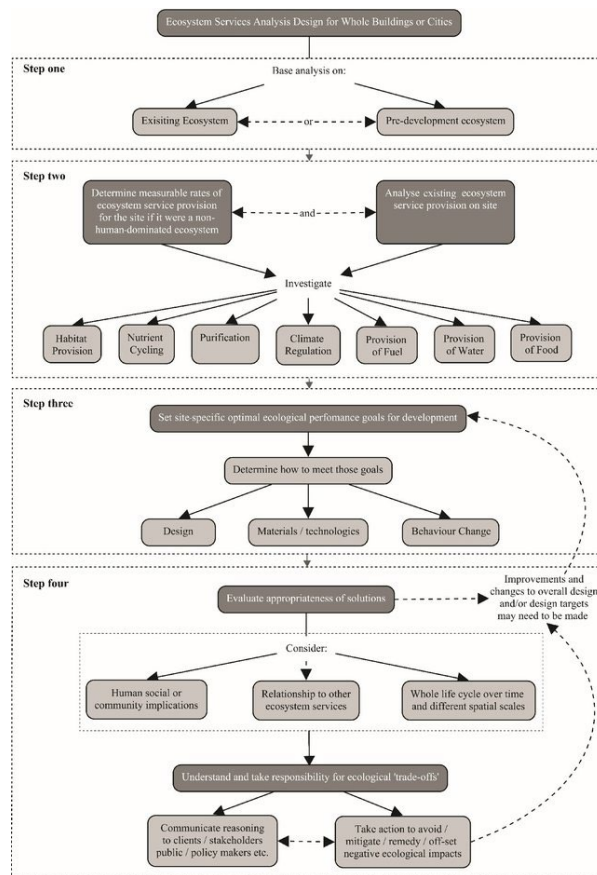 Ecosystem Services Analysis Design for Whole Buildings or Cities
Step one
Base analysis on:
Exisiting Ecosystem
or
Pre-development ecosystem
Step two
Determine measurable rates of
ecosystem service provision
for the site if it were a non-
human-dominated ecosystem
and
Analyse existing ecosystem
service provision on site
Investigate
Habitat
Provision
Nutrient
Cycling
Purification
Climate
Regulation
Provision
of Fuel
Provision
of Water
Provision
of Food
Step three
Set site-specific optimal ecological perfomance goals for development
Determine how to meet those goals
Design
Materials / technologies
Behaviour Change
Step four
Evaluate appropriateness of solutions
Improvements and
changes to overall design
and/or design targets
may need to be made
Consider:
Human social or
community implications
Relationship to other
ecosystem services
Whole life cycle over time
and different spatial scales
Understand and take responsibility for ecological 'trade-offs'
Communicate reasoning
to clients / stakeholders
public / policy makers etc.
Take action to avoid /
mitigate / remedy / off-set
negative ecological impacts